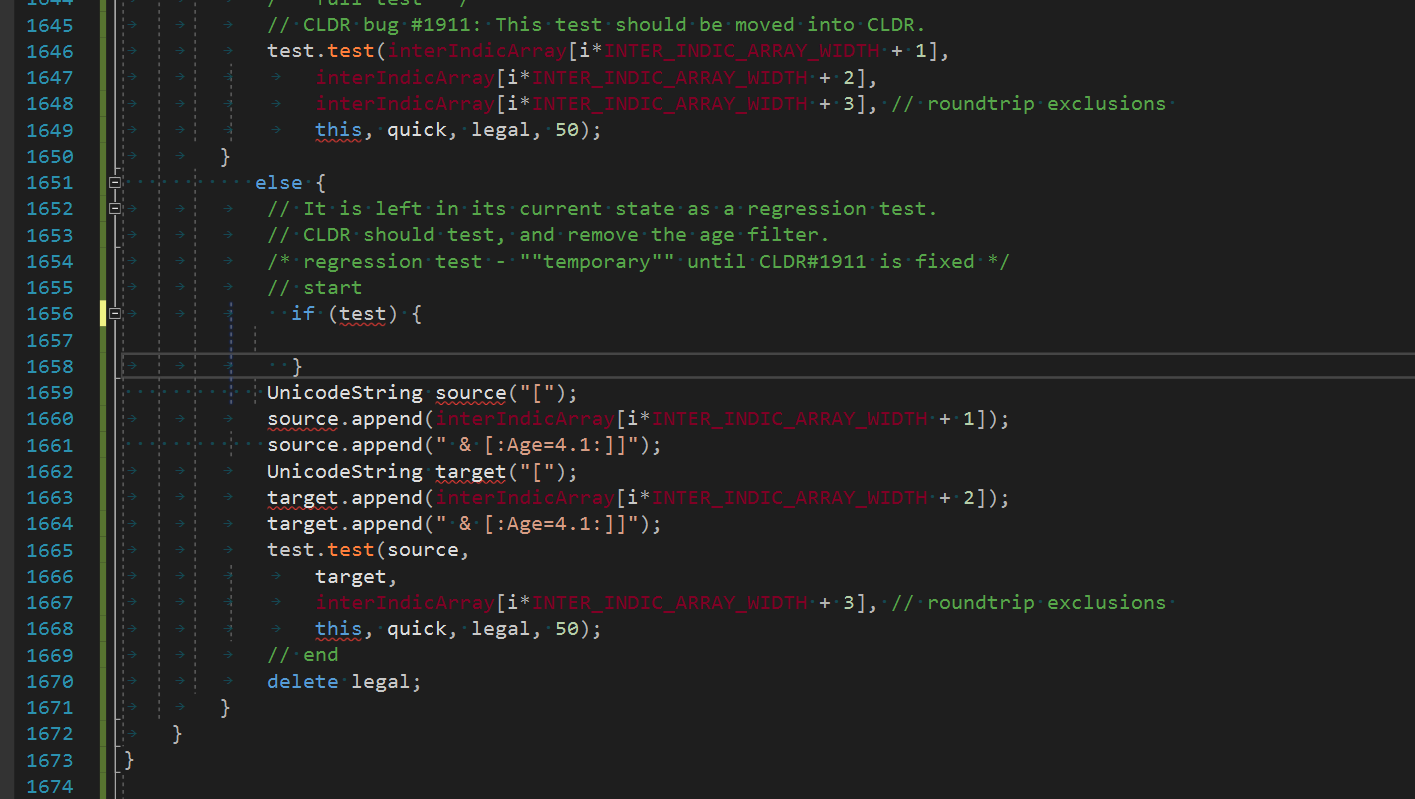 1644 /* full test */
1645 // CLDR bug #1911: This test should be moved into CLDR.
1646 test.test(interIndicArray[i*INTER_INDIC_ARRAY_WIDTH + 1],
1647 interIndicArray[i*INTER_INDIC_ARRAY_WIDTH + 2],
1648 interIndicArray[i*INTER_INDIC_ARRAY_WIDTH + 3], // roundtrip exclusions
1649 this, quick, legal, 50);
1650 }
1651 else {
1652 // It is left in its current state as a regression test.
1653 // CLDR should test, and remove the age filter.
1654 /* regression test - ""temporary"" until CLDR#1911 is fixed */
1655 // start
1656 if (test) {
1657
1658 }
1659 UnicodeString source("[");
1660 source.append(interIndicArray[i*INTER_INDIC_ARRAY_WIDTH + 1]);
1661 source.append(" & [:Age=4.1:]]");
1662 UnicodeString target("[");
1663 target.append(interIndicArray[i*INTER_INDIC_ARRAY_WIDTH + 2]);
1664 target.append(" & [:Age=4.1:]]");
1665 test.test(source,
1666 target,
1667 interIndicArray[i*INTER_INDIC_ARRAY_WIDTH + 3], // roundtrip exclusions
1668 this, quick, legal, 50);
1669 // end
1670 delete legal;
1671 }
1672 }
1673 }
1674